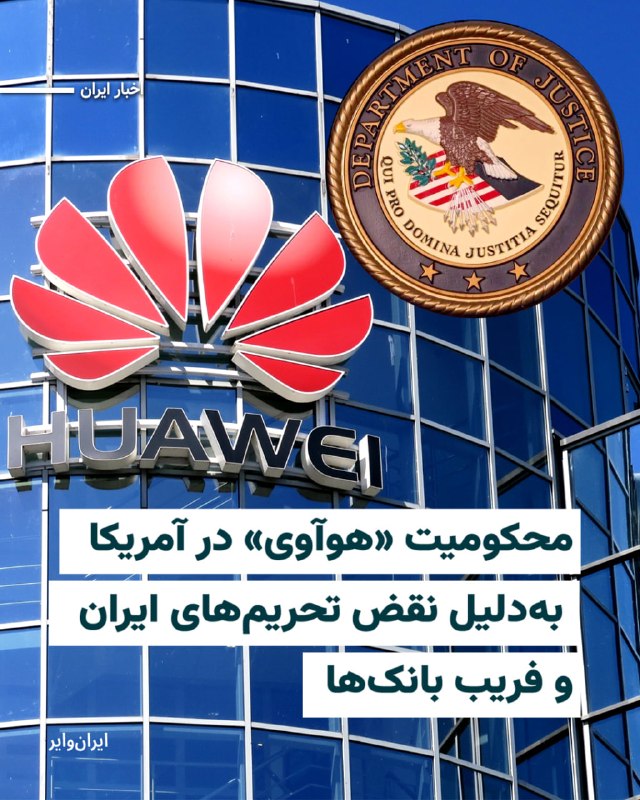 خبار ایران
DEPARTMENT OF JUSTICE
QUI PRO DOMINA JUSTITIA SEQUITUR
HUAWEI
محکومیت «هوآوی» در آمریکا
به‌دلیل نقض تحریم‌های ایران
و فریب بانک‌ها
ایران‌وایر